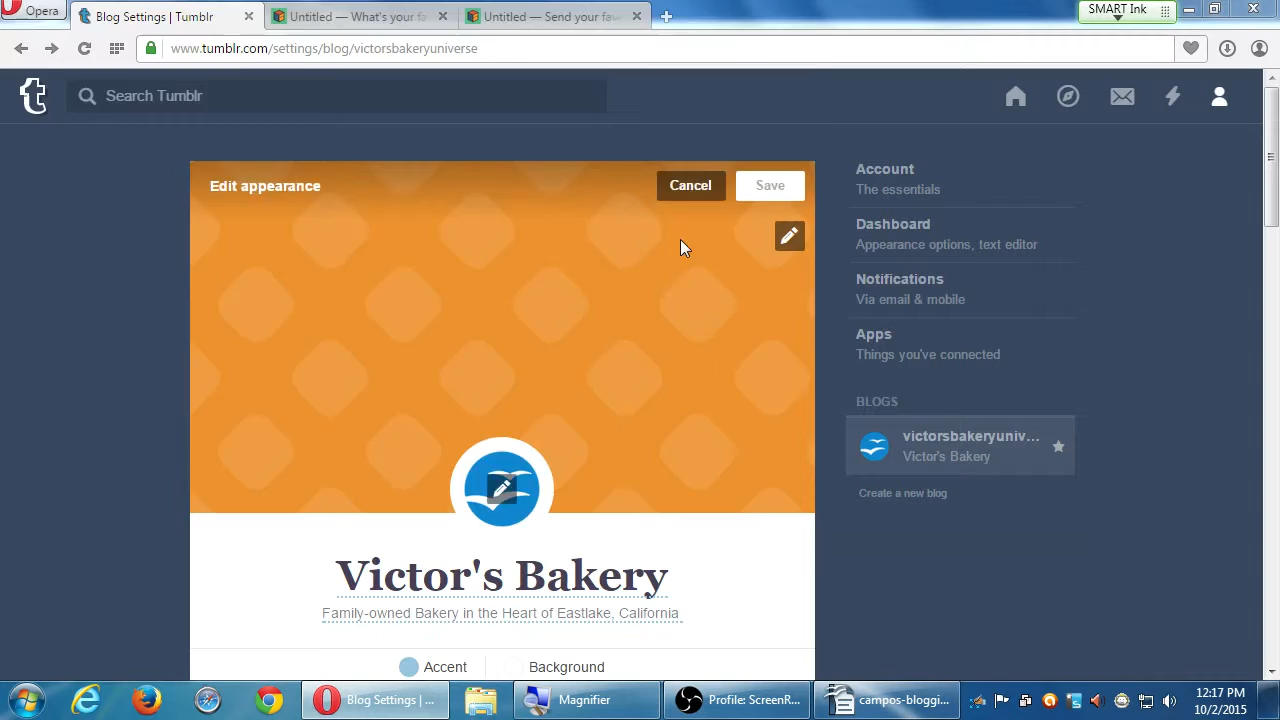 Opera
Blog Settings | Tumblr
Untitled — What's your fa
Untitled — Send your favo
SMART Ink
www.tumblr.com/settings/blog/victorsbakeryuniverse
Search Tumblr
Edit appearance
Cancel
Save
Account
The essentials
Dashboard
Appearance options, text editor
Notifications
Via email & mobile
Apps
Things you've connected
BLOGS
victorsbakeryuniv...
Victor's Bakery
Create a new blog
Victor's Bakery
Family-owned Bakery in the Heart of Eastlake, California
Accent
Background
Blog Settings | ...
Magnifier
Profile: ScreenR...
campos-bloggi...
12:17 PM
10/2/2015